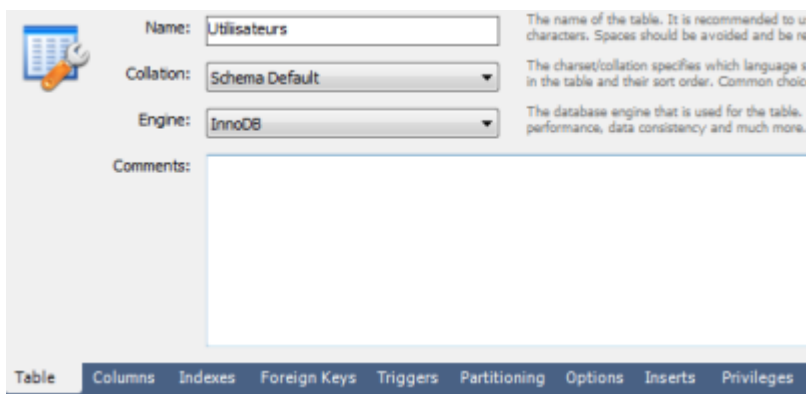 Name: Utilisateurs
The name of the table. It is recommended to
characters. Spaces should be avoided and be
Collation: Schema Default
The charset/collation specifies which language
in the table and their sort order. Common
Engine: InnoDB
The database engine that is used for the table.
performance, data consistency and much more.
Comments:
Table Columns Indexes Foreign Keys Triggers Partitioning Options Inserts Privileges